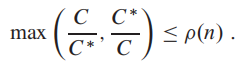 max ( C / C* , C* / C ) ≤ ρ(n) .